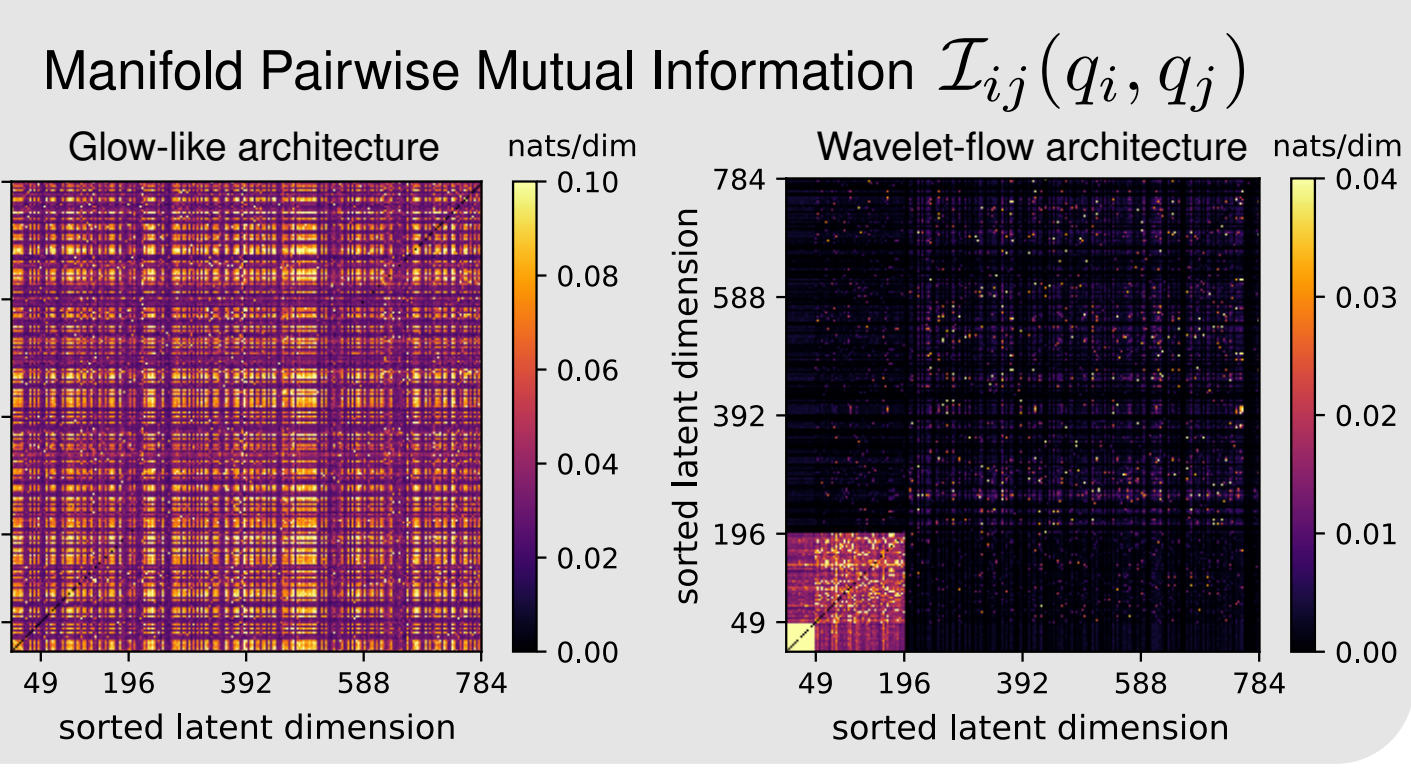 Manifold Pairwise Mutual Information 𝓘ᵢⱼ(qᵢ, qⱼ)
Glow-like architecture
nats/dim
0.10
0.08
0.06
0.04
0.02
0.00
49 196 392 588 784
sorted latent dimension
Wavelet-flow architecture
nats/dim
sorted latent dimension
784
588
392
196
49
0.04
0.03
0.02
0.01
0.00
49 196 392 588 784
sorted latent dimension